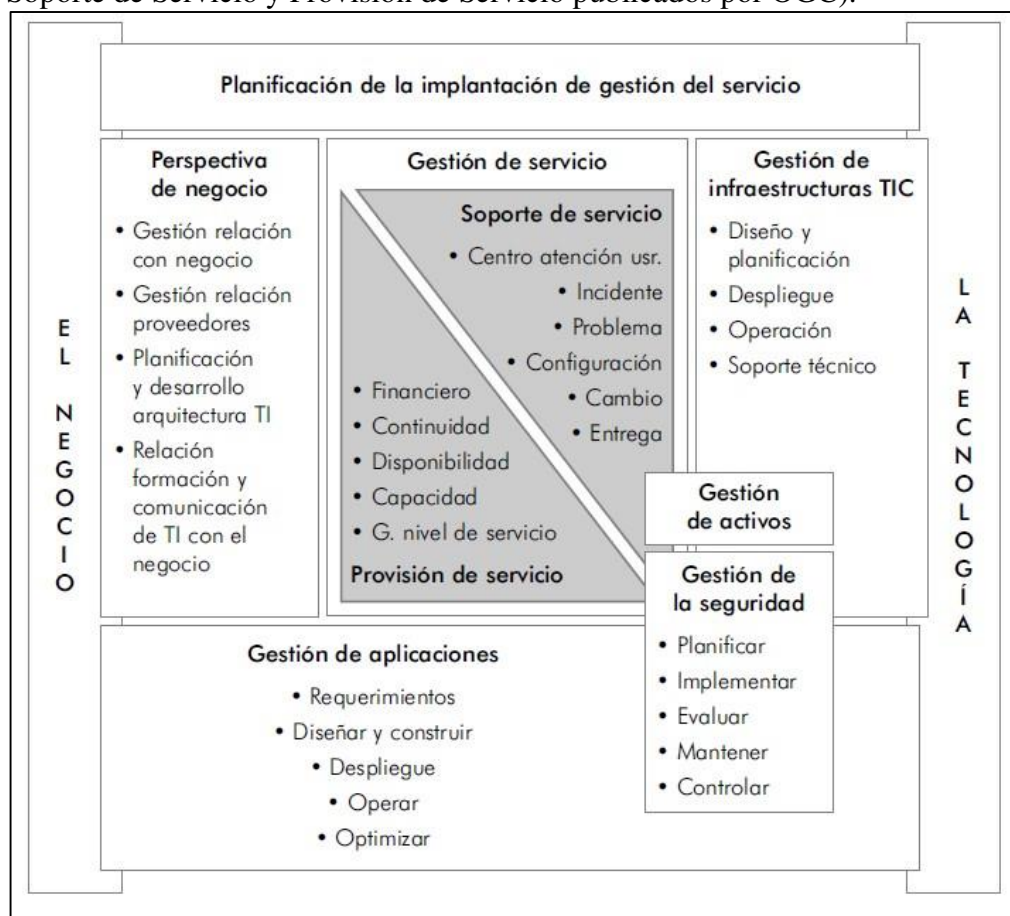 Soporte de Servicio y Provisión de Servicio publicados por OGC).
Planificación de la implantación de gestión del servicio
EL NEGOCIO
Perspectiva
de negocio
• Gestión relación
con negocio
• Gestión relación
proveedores
• Planificación
y desarrollo
arquitectura TI
• Relación
formación y
comunicación
de TI con el
negocio
Gestión de servicio
Soporte de servicio
• Centro atención usr.
• Incidente
• Problema
• Configuración
• Cambio
• Entrega
• Financiero
• Continuidad
• Disponibilidad
• Capacidad
• G. nivel de servicio
Provisión de servicio
Gestión de
infraestructuras TIC
• Diseño y
planificación
• Despliegue
• Operación
• Soporte técnico
Gestión
de activos
Gestión de
la seguridad
• Planificar
• Implementar
• Evaluar
• Mantener
• Controlar
Gestión de aplicaciones
• Requerimientos
• Diseñar y construir
• Despliegue
• Operar
• Optimizar
LA TECNOLOGÍA